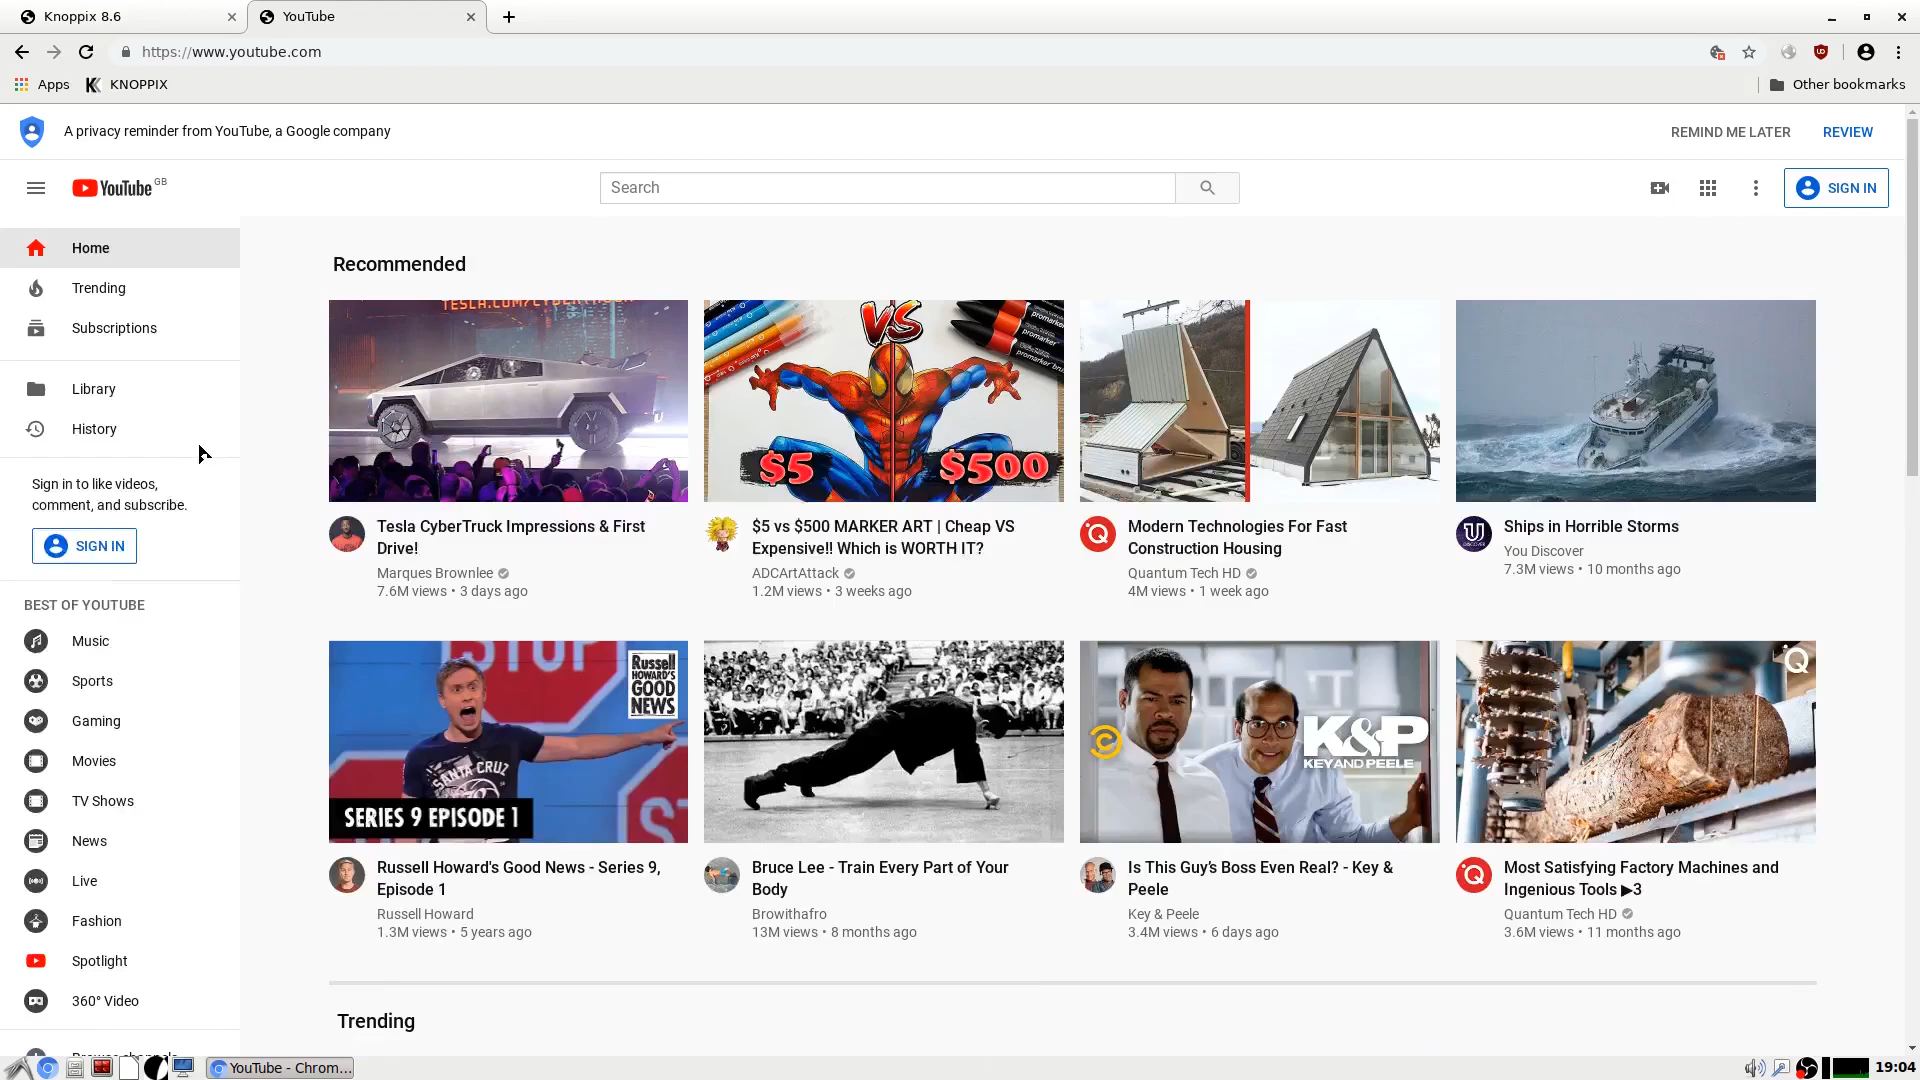 Knoppix 8.6
YouTube
https://www.youtube.com
Apps
KNOPPIX
Other bookmarks
A privacy reminder from YouTube, a Google company
REMIND ME LATER
REVIEW
YouTube GB
Search
SIGN IN
Home
Trending
Subscriptions
Library
History
Sign in to like videos,
comment, and subscribe.
SIGN IN
BEST OF YOUTUBE
Music
Sports
Gaming
Movies
TV Shows
News
Live
Fashion
Spotlight
360° Video
Recommended
VS
$5
$500
Tesla CyberTruck Impressions & First
Drive!
Marques Brownlee
7.6M views • 3 days ago
$5 vs $500 MARKER ART | Cheap VS
Expensive!! Which is WORTH IT?
ADCArtAttack
1.2M views • 3 weeks ago
Modern Technologies For Fast
Construction Housing
Quantum Tech HD
4M views • 1 week ago
Ships in Horrible Storms
You Discover
7.3M views • 10 months ago
STOP
Russell
HOWARD'S
GOOD
NEWS
SANTA CRUZ
SERIES 9 EPISODE 1
K&P
KEY AND PEELE
Russell Howard's Good News - Series 9,
Episode 1
Russell Howard
1.3M views • 5 years ago
Bruce Lee - Train Every Part of Your
Body
Browithafro
13M views • 8 months ago
Is This Guy’s Boss Even Real? - Key &
Peele
Key & Peele
3.4M views • 6 days ago
Most Satisfying Factory Machines and
Ingenious Tools ▶3
Quantum Tech HD
3.6M views • 11 months ago
Trending
YouTube - Chrom...
19:04